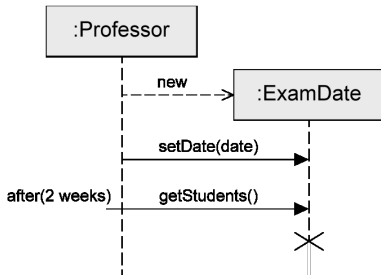 :Professor
new
:ExamDate
setDate(date)
after(2 weeks) getStudents()